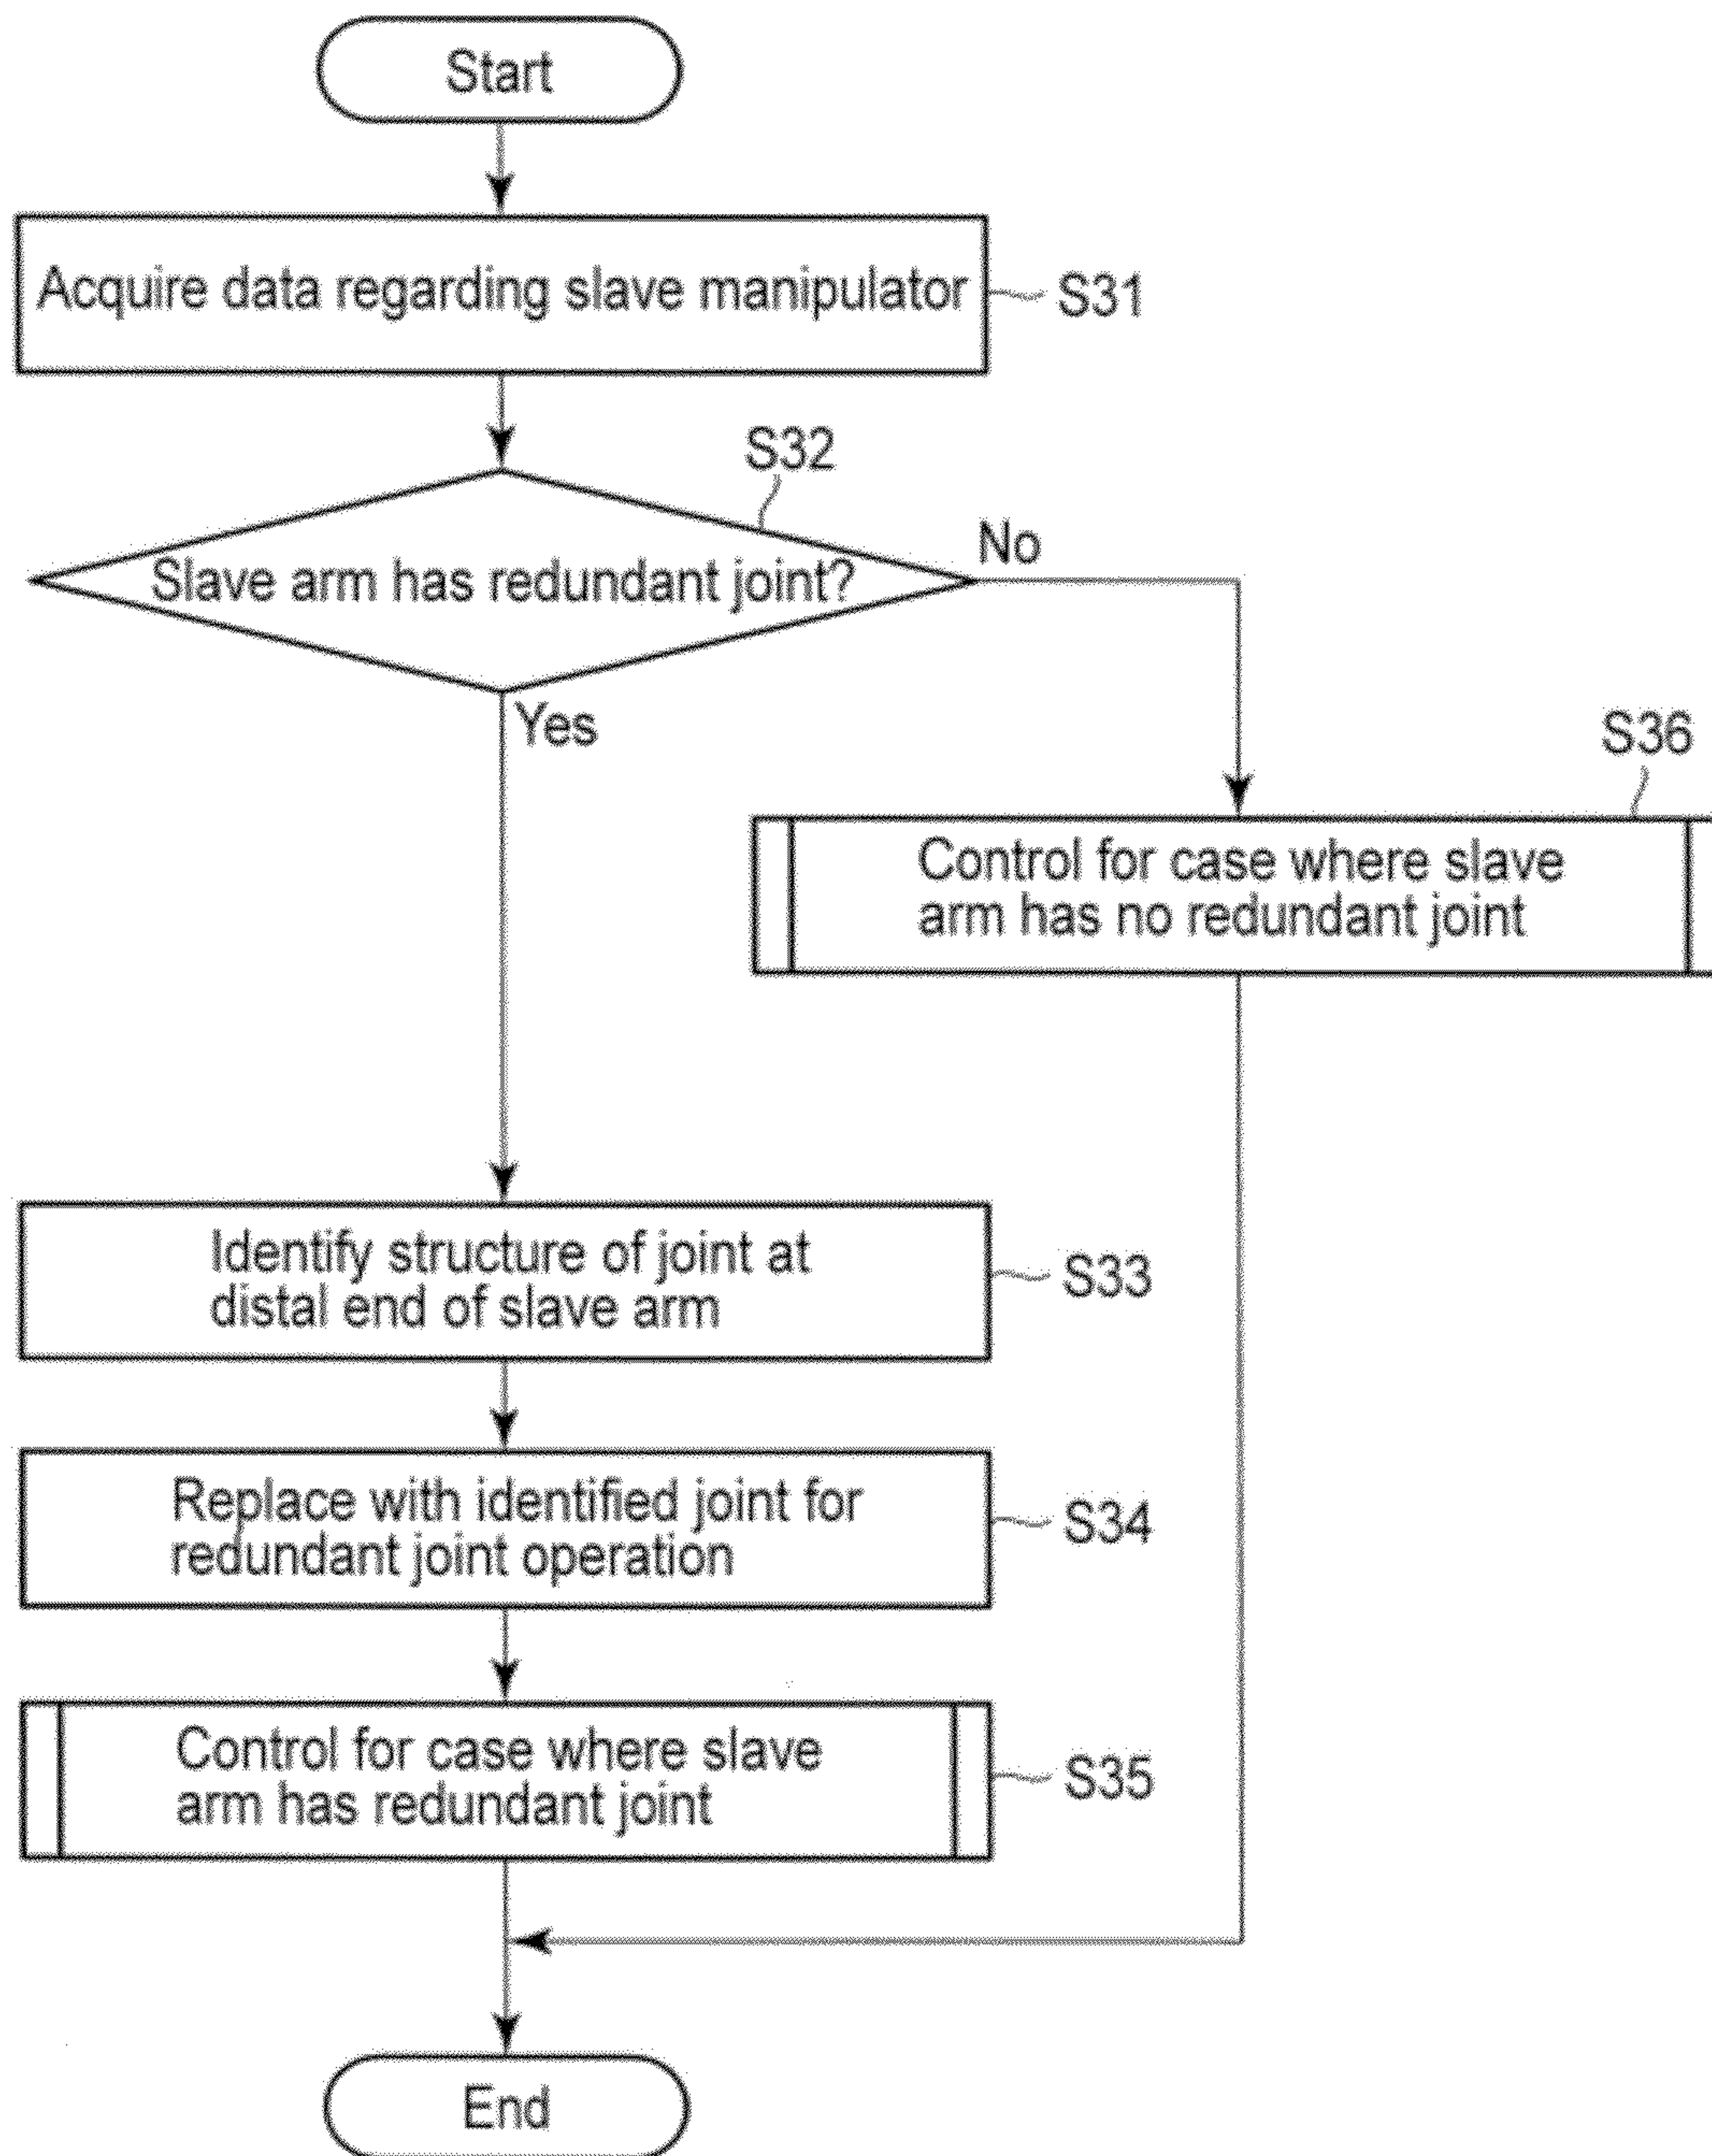 Start
Acquire data regarding slave manipulator
S31
S32
Slave arm has redundant joint?
No
Yes
S36
Control for case where slave
arm has no redundant joint
Identify structure of joint at
distal end of slave arm
S33
Replace with identified joint for
redundant joint operation
S34
Control for case where slave
arm has redundant joint
S35
End